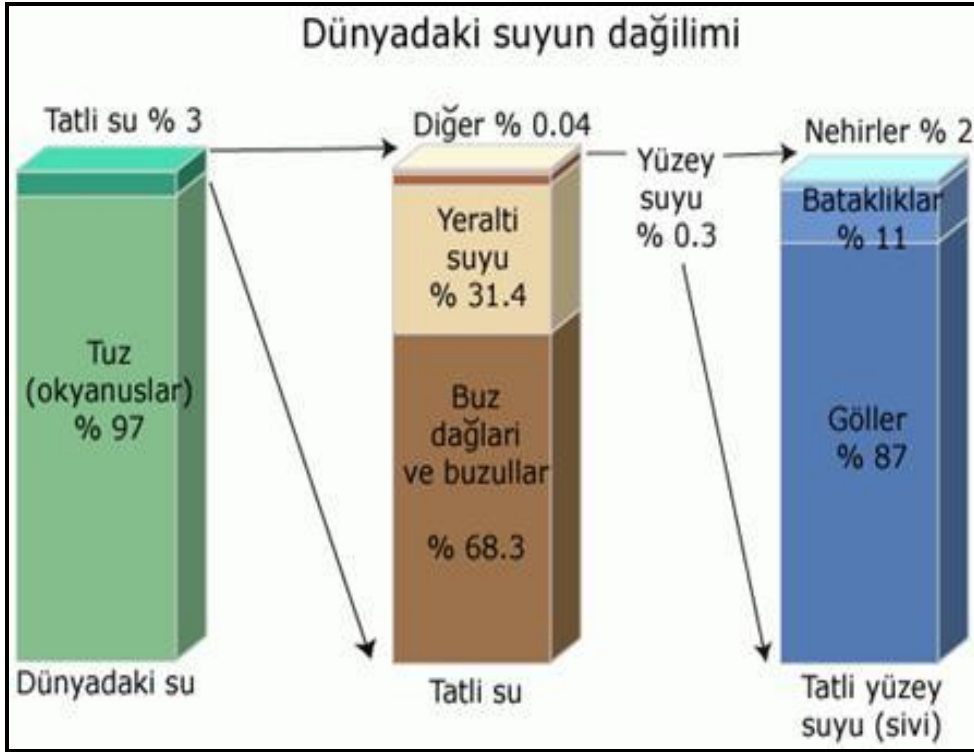 Dünyadaki suyun dağilimi
Tatli su % 3
Tuz
(okyanuslar)
% 97
Dünyadaki su
Diğer % 0.04
Yeralti
suyu
% 31.4
Buz
dağlari
ve buzullar
% 68.3
Tatli su
Yüzey
suyu
% 0.3
Nehirler % 2
Batakliklar
% 11
Göller
% 87
Tatli yüzey
suyu (sivi)